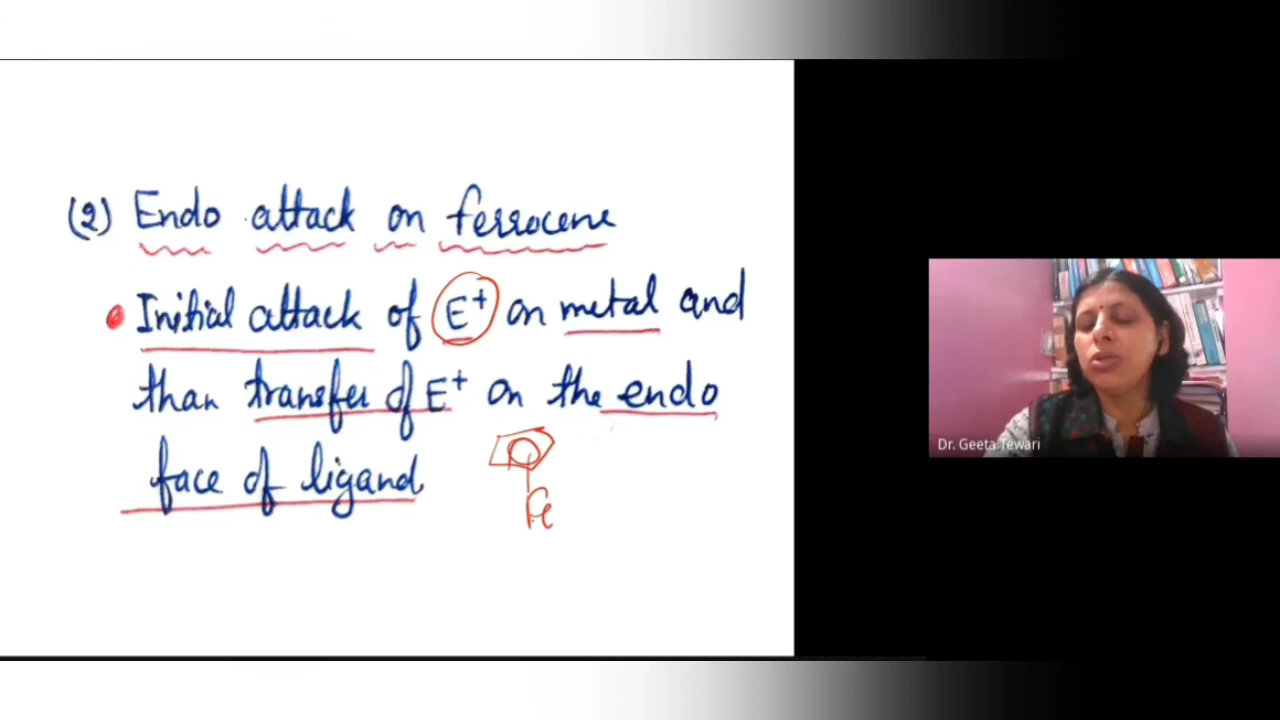 (2) Endo attack on ferrocene
Initial attack of E+ on metal and
than transfer of E+ on the endo
face of ligand
Fe
Dr. Geeta Tewari